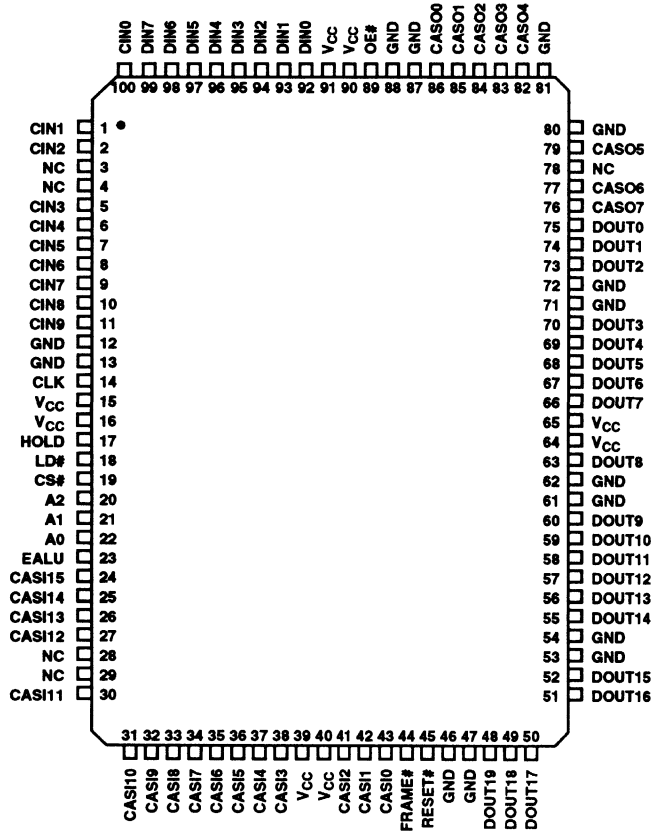 CIN0 DIN7 DIN6 DIN5 DIN4 DIN3 DIN2 DIN1 DIN0 VCC VCC OE# GND GND CASO0 CASO1 CASO2 CASO3 CASO4 GND
100 99 98 97 96 95 94 93 92 91 90 89 88 87 86 85 84 83 82 81
CIN1 1 80 GND
CIN2 2 79 CASO5
NC 3 78 NC
NC 4 77 CASO6
CIN3 5 76 CASO7
CIN4 6 75 DOUT0
CIN5 7 74 DOUT1
CIN6 8 73 DOUT2
CIN7 9 72 GND
CIN8 10 71 GND
CIN9 11 70 DOUT3
GND 12 69 DOUT4
GND 13 68 DOUT5
CLK 14 67 DOUT6
VCC 15 66 DOUT7
VCC 16 65 VCC
HOLD 17 64 VCC
LD# 18 63 DOUT8
CS# 19 62 GND
A2 20 61 GND
A1 21 60 DOUT9
A0 22 59 DOUT10
EALU 23 58 DOUT11
CASI15 24 57 DOUT12
CASI14 25 56 DOUT13
CASI13 26 55 DOUT14
CASI12 27 54 GND
NC 28 53 GND
NC 29 52 DOUT15
CASI11 30 51 DOUT16
31 32 33 34 35 36 37 38 39 40 41 42 43 44 45 46 47 48 49 50
CASI10 CASI9 CASI8 CASI7 CASI6 CASI5 CASI4 CASI3 VCC VCC CASI2 CASI1 CASI0 FRAME# RESET# GND GND DOUT19 DOUT18 DOUT17